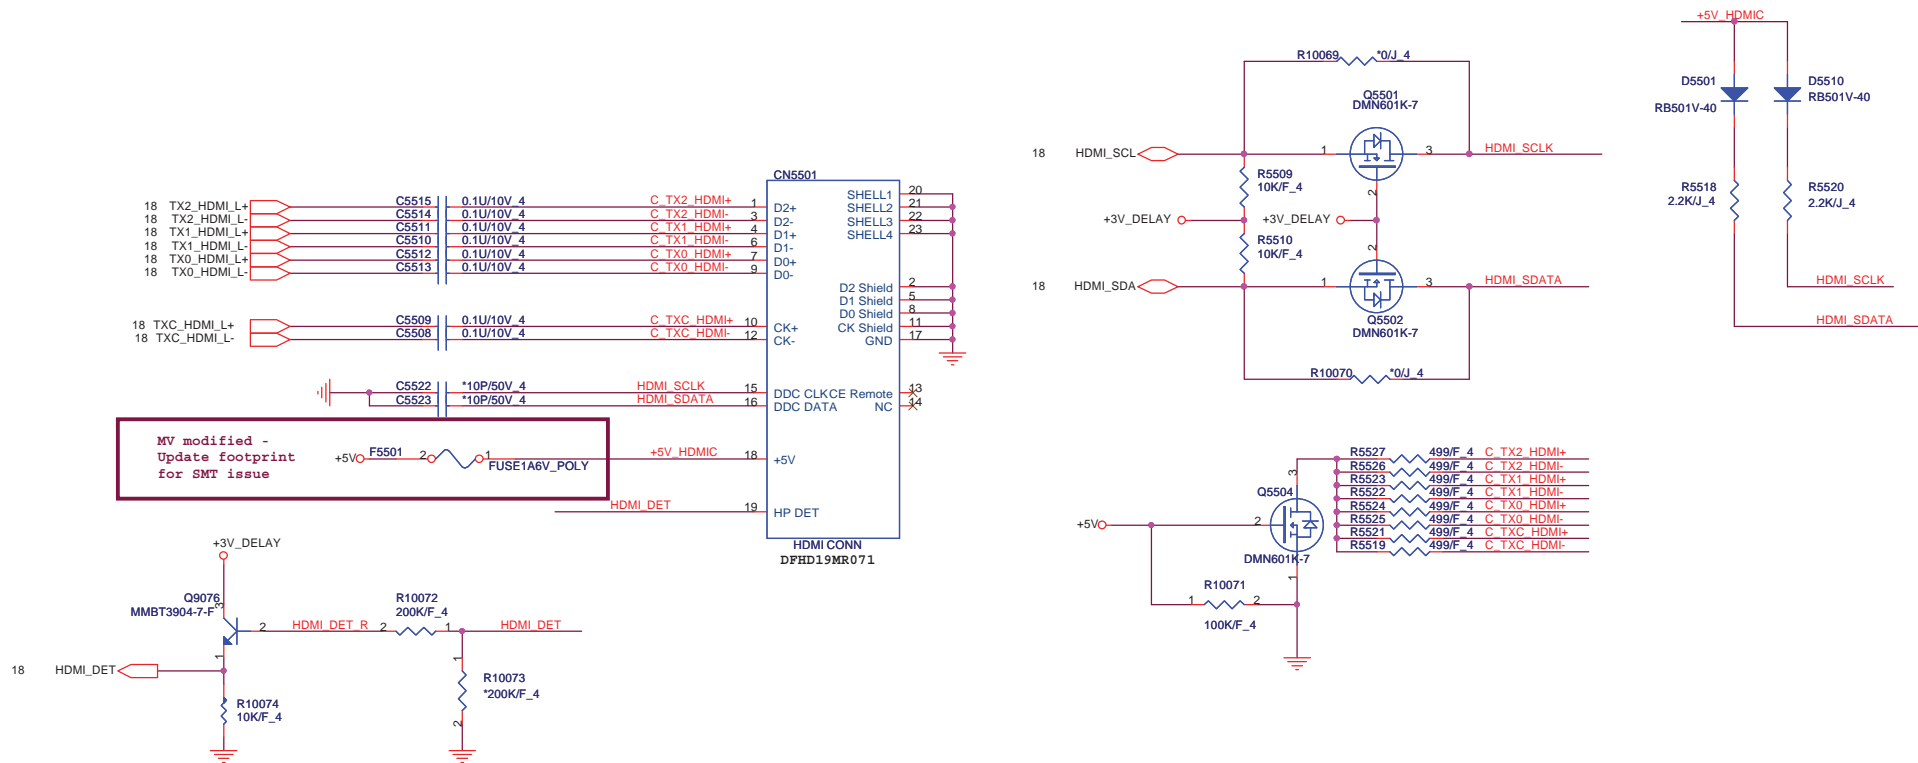 +5V_HDMIC
D5501
RB501V-40
D5510
RB501V-40
R5518
2.2K/J_4
R5520
2.2K/J_4
HDMI_SCLK
HDMI_SDATA
R10069
*0/J_4
Q5501
DMN601K-7
18 HDMI_SCL
1
3
HDMI_SCLK
2
R5509
10K/F_4
+3V_DELAY
+3V_DELAY
R5510
10K/F_4
2
18 HDMI_SDA
1
3
HDMI_SDATA
Q5502
DMN601K-7
R10070
*0/J_4
CN5501
18 TX2_HDMI_L+ C5515 0.1U/10V_4 C_TX2_HDMI+ 1 D2+
18 TX2_HDMI_L- C5514 0.1U/10V_4 C_TX2_HDMI- 3 D2-
18 TX1_HDMI_L+ C5511 0.1U/10V_4 C_TX1_HDMI+ 4 D1+
18 TX1_HDMI_L- C5510 0.1U/10V_4 C_TX1_HDMI- 6 D1-
18 TX0_HDMI_L+ C5512 0.1U/10V_4 C_TX0_HDMI+ 7 D0+
18 TX0_HDMI_L- C5513 0.1U/10V_4 C_TX0_HDMI- 9 D0-
18 TXC_HDMI_L+ C5509 0.1U/10V_4 C_TXC_HDMI+ 10 CK+
18 TXC_HDMI_L- C5508 0.1U/10V_4 C_TXC_HDMI- 12 CK-
C5522 *10P/50V_4 HDMI_SCLK 15 DDC CLK
C5523 *10P/50V_4 HDMI_SDATA 16 DDC DATA
SHELL1 20
SHELL2 21
SHELL3 22
SHELL4 23
D2 Shield 2
D1 Shield 5
D0 Shield 8
CK Shield 11
GND 17
CE Remote 13
NC 14
MV modified -
Update footprint
for SMT issue
+5V F5501 2 1
FUSE1A6V_POLY
+5V_HDMIC 18 +5V
HDMI_DET 19 HP DET
HDMI CONN
DFHD19MR071
+3V_DELAY
Q9076
MMBT3904-7-F
3
2
HDMI_DET_R
R10072
200K/F_4
2
1
HDMI_DET
1
18 HDMI_DET
R10074
10K/F_4
1
R10073
*200K/F_4
2
R5527 499/F_4 C_TX2_HDMI+
R5526 499/F_4 C_TX2_HDMI-
R5523 499/F_4 C_TX1_HDMI+
R5522 499/F_4 C_TX1_HDMI-
R5524 499/F_4 C_TX0_HDMI+
R5525 499/F_4 C_TX0_HDMI-
R5521 499/F_4 C_TXC_HDMI+
R5519 499/F_4 C_TXC_HDMI-
3
Q5504
+5V
2
DMN601K-7
1
R10071
1 2
100K/F_4